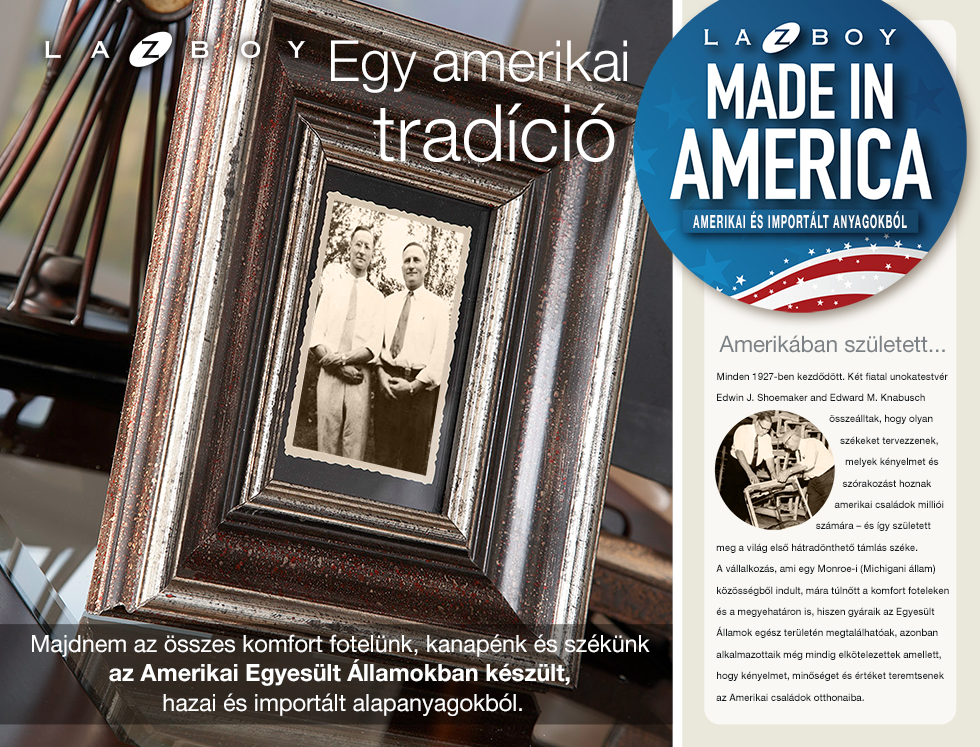 LAZBOY
Egy amerikai
tradíció
LAZBOY
MADE IN
AMERICA
AMERIKAI ÉS IMPORTÁLT ANYAGOKBÓL
Amerikában született...
Minden 1927-ben kezdődött. Két fiatal unokatestvér
Edwin J. Shoemaker and Edward M. Knabusch
összeálltak, hogy olyan
székeket tervezzenek,
melyek kényelmet és
szórakozást hoznak
amerikai családok milliói
számára – és így született
meg a világ első hátradönthető támlás széke.
A vállalkozás, ami egy Monroe-i (Michigani állam)
közösségből indult, mára túlnőtt a komfort foteleken
és a megyehatáron is, hiszen gyáraik az Egyesült
Államok egész területén megtalálhatóak, azonban
alkalmazottaik még mindig elkötelezettek amellett,
hogy kényelmet, minőséget és értéket teremtsenek
az Amerikai családok otthonaiba.
Majdnem az összes komfort fotelünk, kanapénk és székünk
az Amerikai Egyesült Államokban készült,
hazai és importált alapanyagokból.